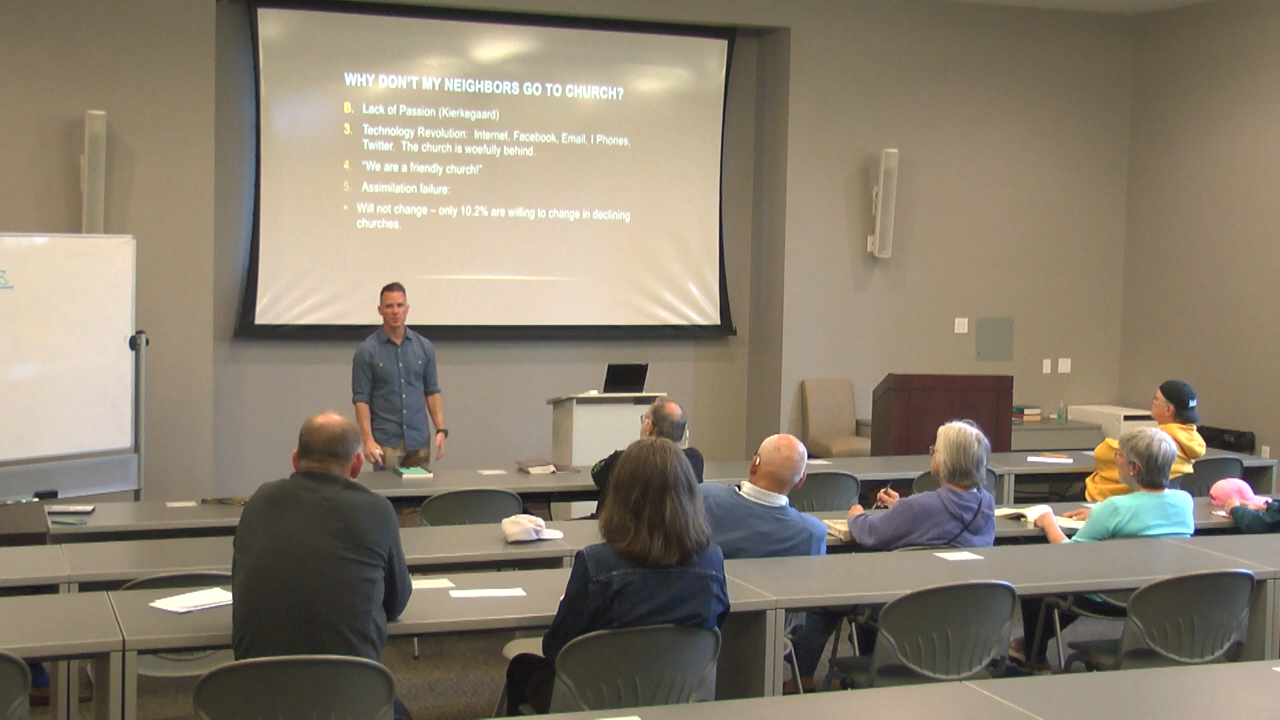 WHY DON'T MY NEIGHBORS GO TO CHURCH?
B. Lack of Passion (Kierkegaard)
3. Technology Revolution: Internet, Facebook, Email, I Phones,
Twitter. The church is woefully behind.
4. "We are a friendly church!"
5. Assimilation failure:
• Will not change – only 10.2% are willing to change in declining
churches.